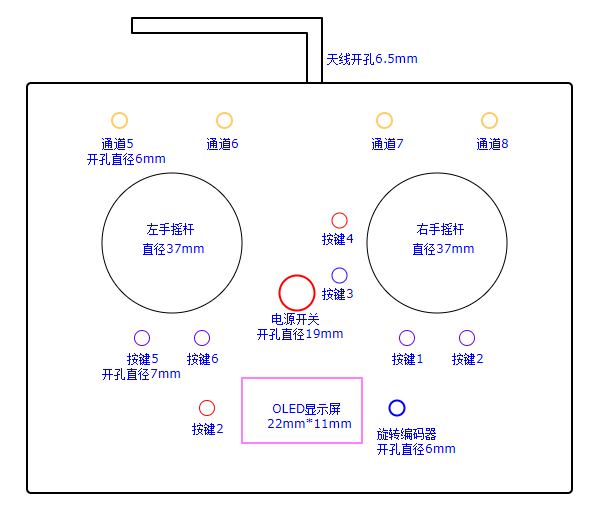 天线开孔6.5mm
通道5
开孔直径6mm
通道6
通道7
通道8
左手摇杆
直径37mm
右手摇杆
直径37mm
按键4
按键3
电源开关
开孔直径19mm
按键5
开孔直径7mm
按键6
按键1
按键2
按键2
OLED显示屏
22mm*11mm
旋转编码器
开孔直径6mm